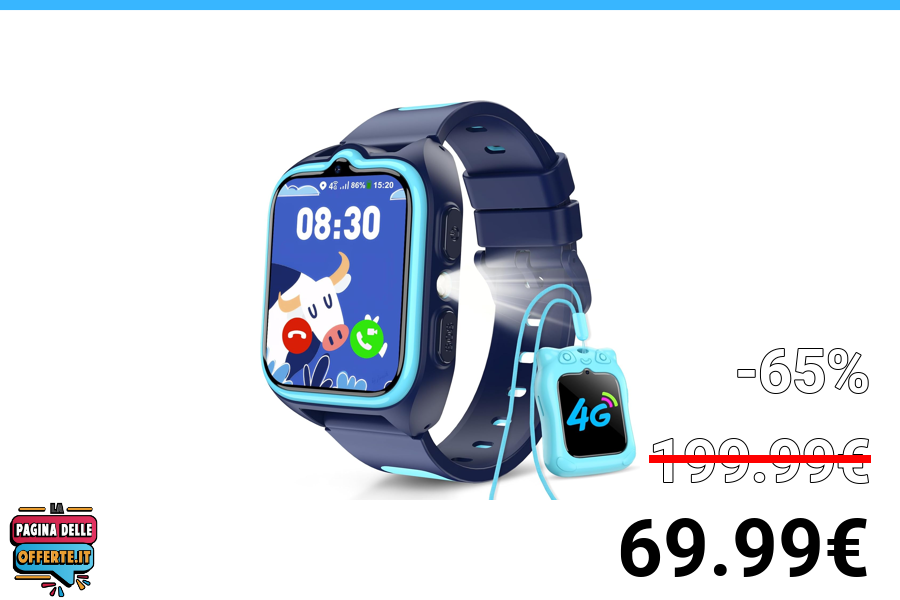 4G 86% 15:20
08:30
4G
-65%
199.99€
69.99€
LA
PAGINA DELLE
OFFERTE.IT